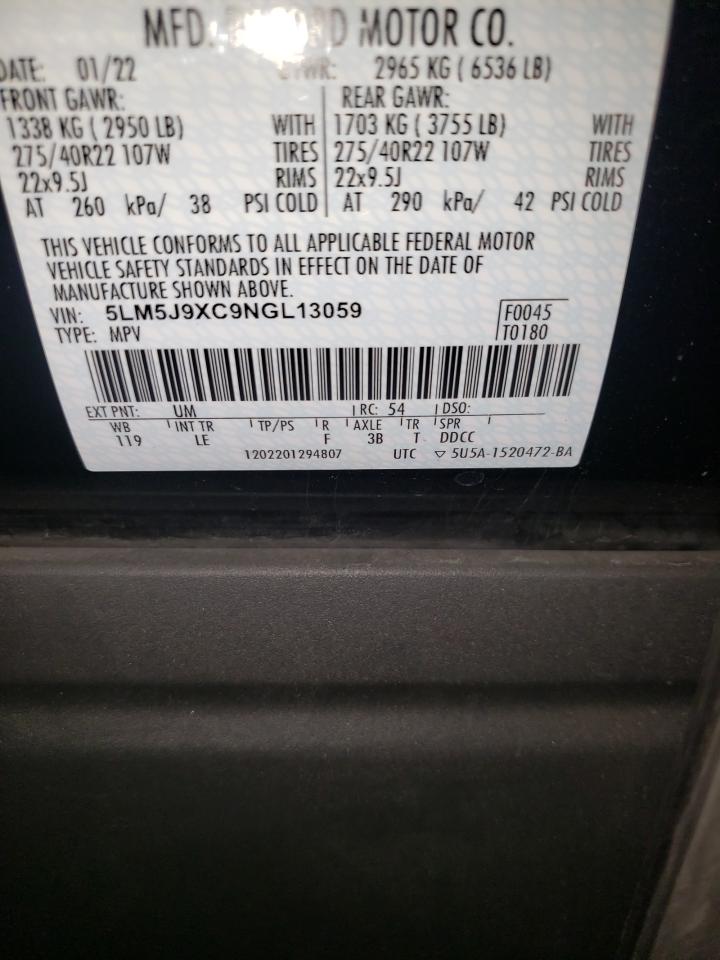 MFD. BY FORD MOTOR CO.
DATE: 01/22 GVWR: 2965 KG ( 6536 LB)
FRONT GAWR: REAR GAWR:
1338 KG ( 2950 LB) WITH 1703 KG ( 3755 LB) WITH
275/40R22 107W TIRES 275/40R22 107W TIRES
22x9.5J RIMS 22x9.5J RIMS
AT 260 kPa/ 38 PSI COLD AT 290 kPa/ 42 PSI COLD
THIS VEHICLE CONFORMS TO ALL APPLICABLE FEDERAL MOTOR
VEHICLE SAFETY STANDARDS IN EFFECT ON THE DATE OF
MANUFACTURE SHOWN ABOVE.
VIN: 5LM5J9XC9NGL13059 F0045
TYPE: MPV T0180
EXT PNT: UM RC: 54 DSO:
WB INT TR TP/PS R AXLE TR SPR
119 LE F 3B T DDCC
1202201294807 UTC ▽ 5U5A-1520472-BA